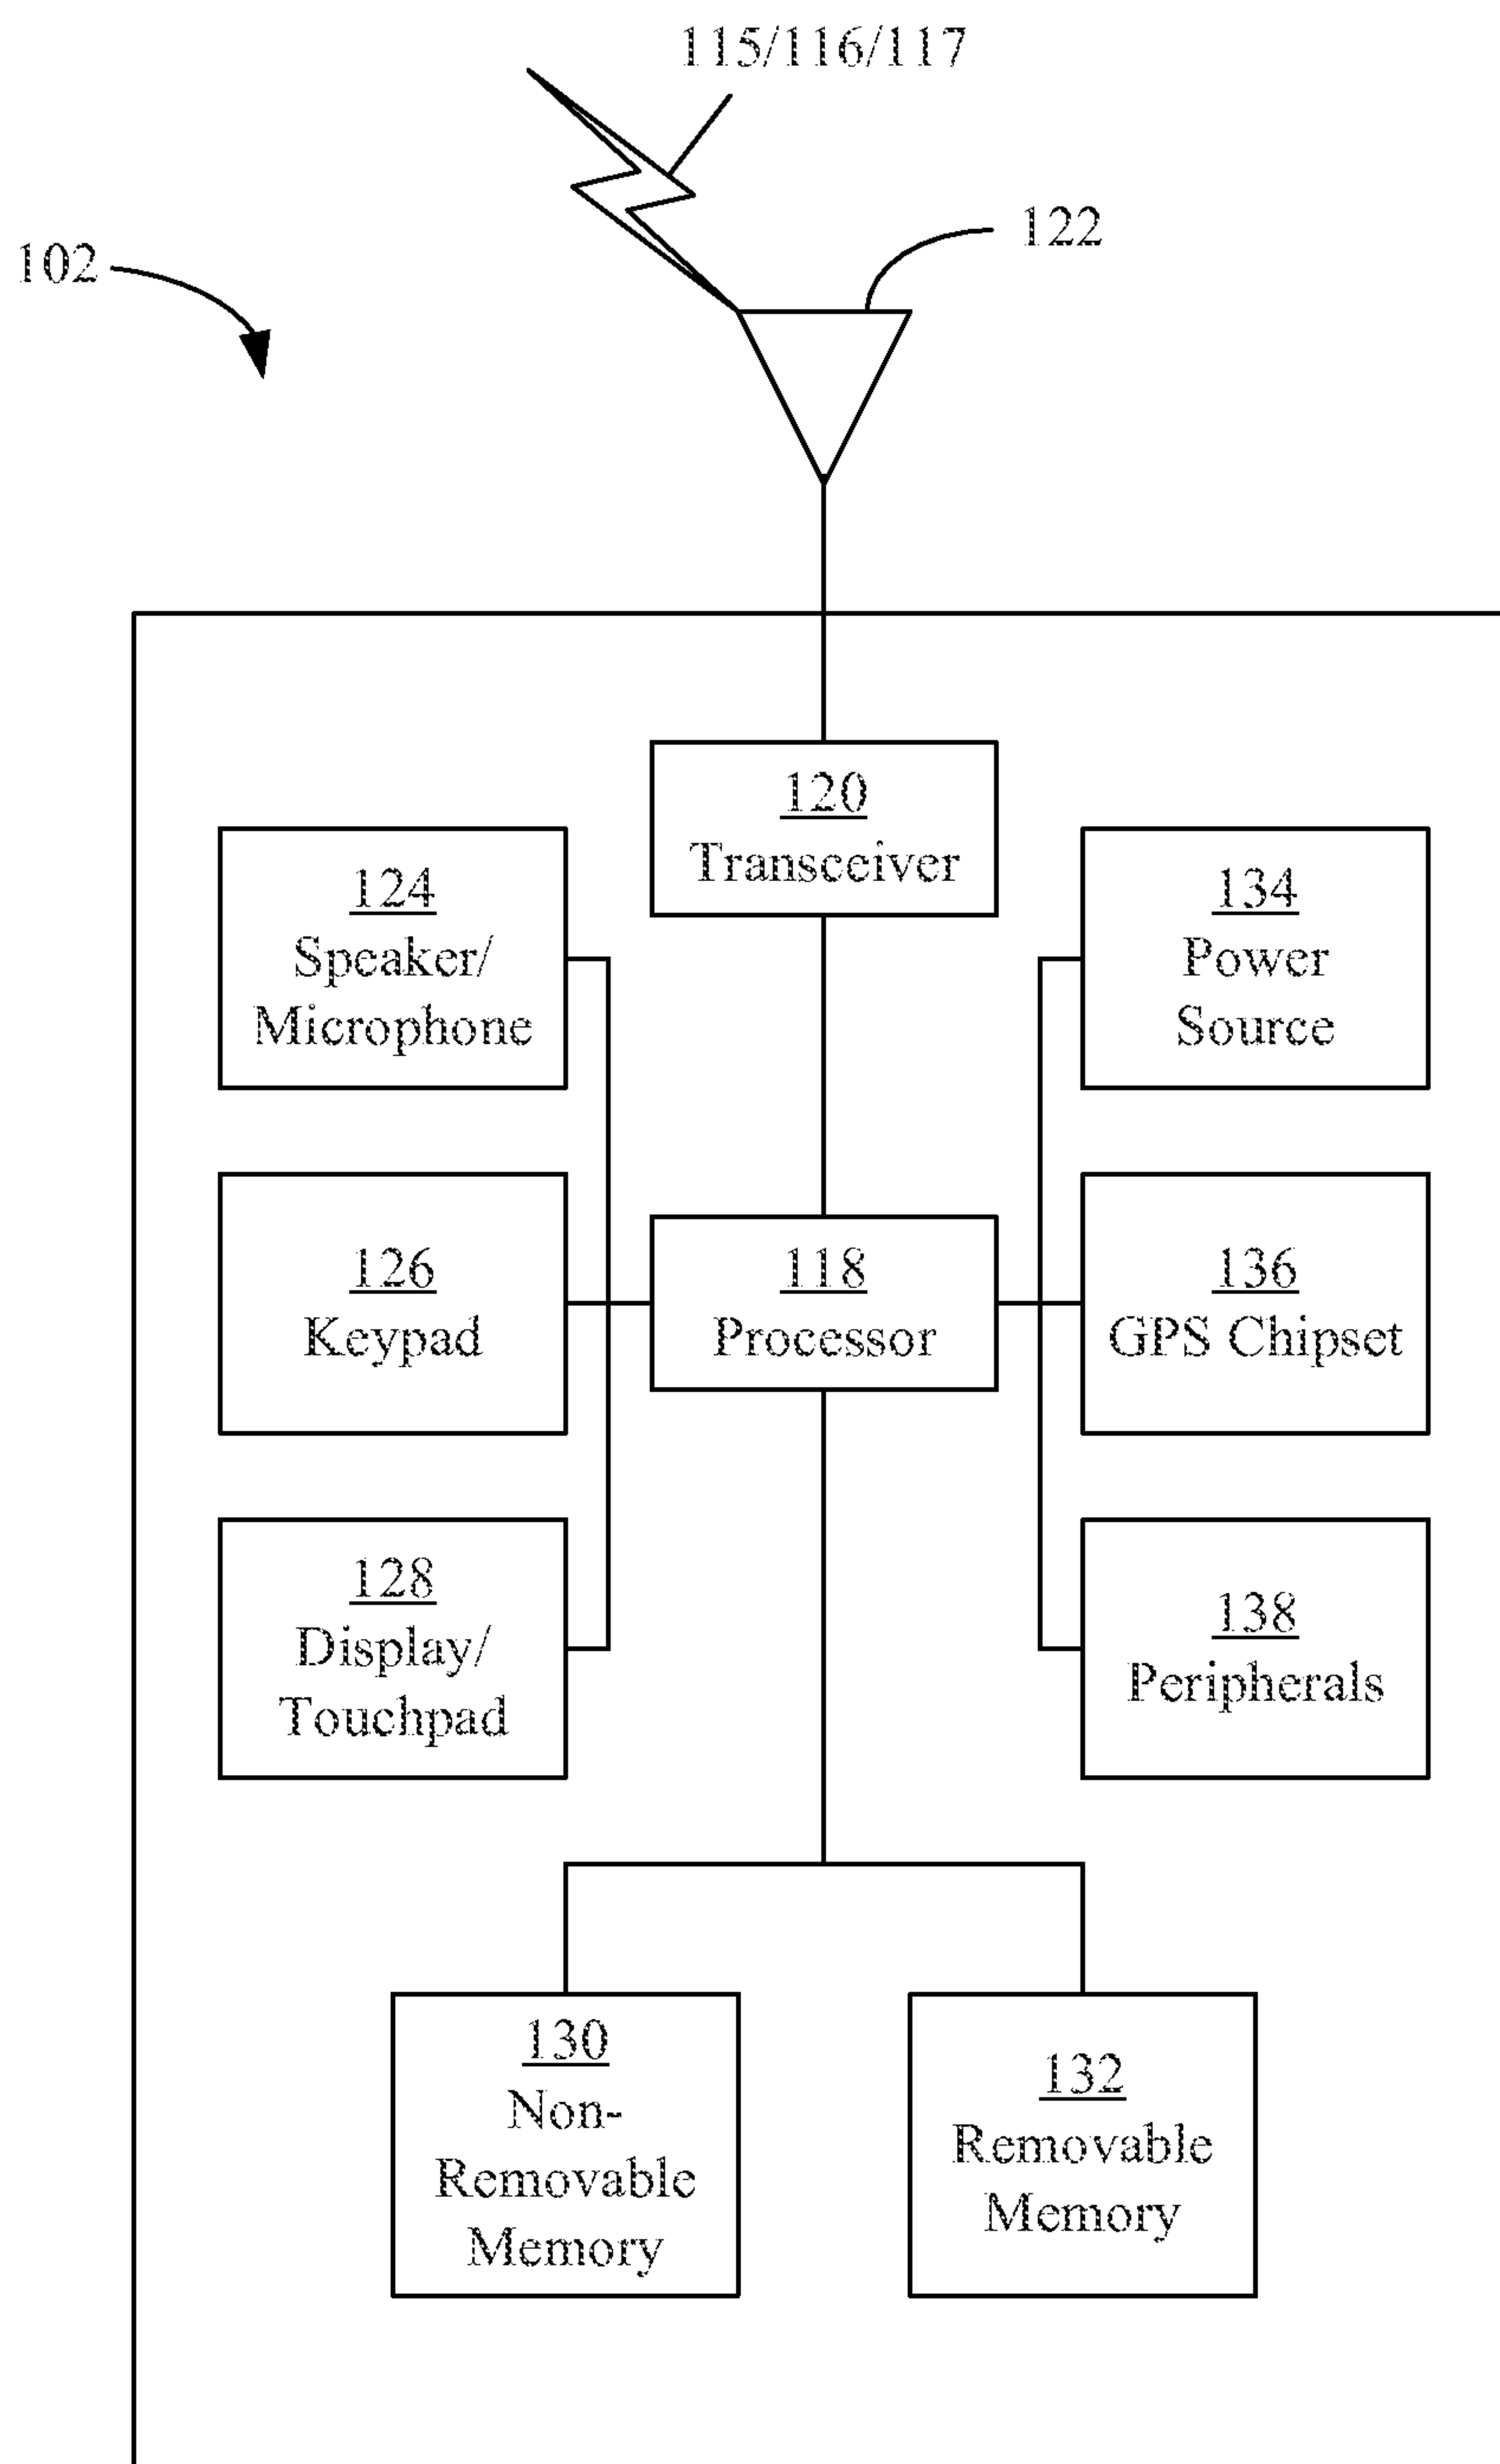 115/116/117
122
102
120
Transceiver
124
Speaker/
Microphone
134
Power
Source
126
Keypad
118
Processor
136
GPS Chipset
128
Display/
Touchpad
138
Peripherals
130
Non-
Removable
Memory
132
Removable
Memory